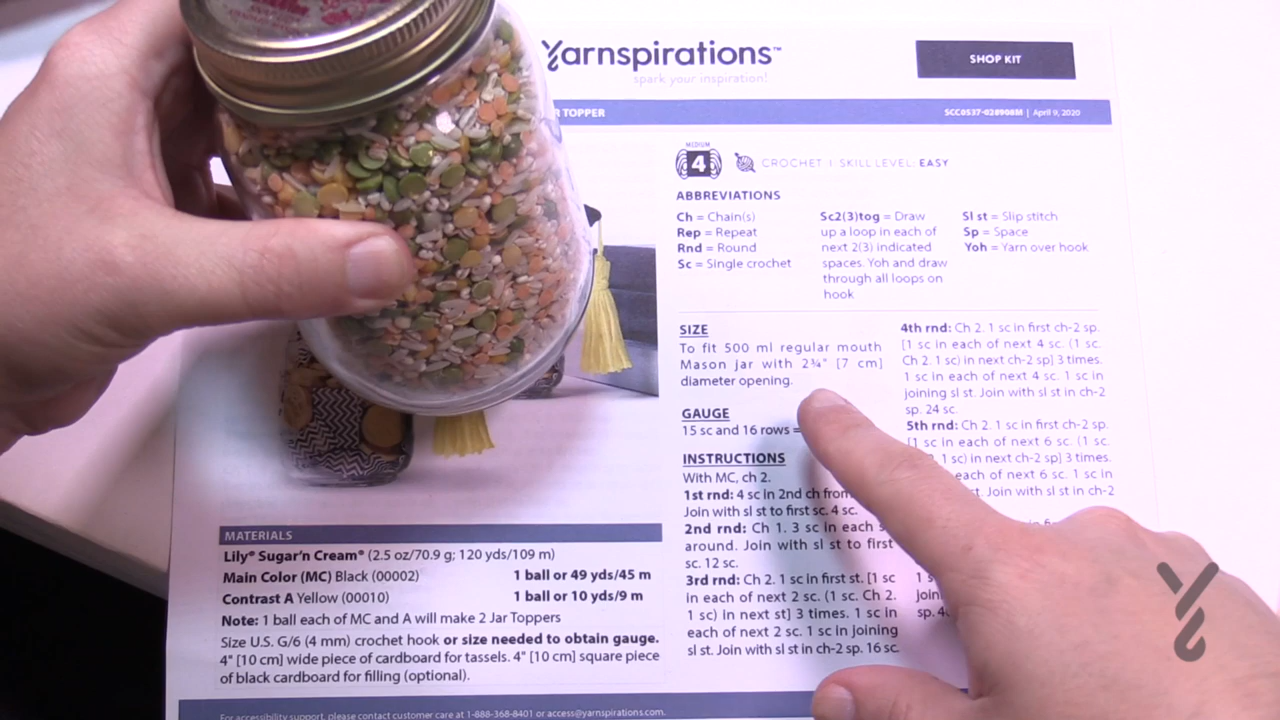 Yarnspirations™
spark your inspiration!
SHOP KIT
TOPPER
SCC0537-028908M | April 9, 2020
MEDIUM
4
CROCHET I SKILL LEVEL: EASY
ABBREVIATIONS
Ch = Chain(s)
Rep = Repeat
Rnd = Round
Sc = Single crochet
Sc2(3)tog = Draw
up a loop in each of
next 2(3) indicated
spaces. Yoh and draw
through all loops on
hook
Sl st = Slip stitch
Sp = Space
Yoh = Yarn over hook
SIZE
To fit 500 ml regular mouth
Mason jar with 2¾" [7 cm]
diameter opening.
GAUGE
15 sc and 16 rows =
INSTRUCTIONS
With MC, ch 2.
1st rnd: 4 sc in 2nd ch from
Join with sl st to first sc. 4 sc.
2nd rnd: Ch 1. 3 sc in each
around. Join with sl st to first
sc. 12 sc.
3rd rnd: Ch 2. 1 sc in first st. [1 sc
in each of next 2 sc. (1 sc. Ch 2.
1 sc) in next st] 3 times. 1 sc in
each of next 2 sc. 1 sc in joining
sl st. Join with sl st in ch-2 sp. 16 sc.
4th rnd: Ch 2. 1 sc in first ch-2 sp.
[1 sc in each of next 4 sc. (1 sc.
Ch 2. 1 sc) in next ch-2 sp] 3 times.
1 sc in each of next 4 sc. 1 sc in
joining sl st. Join with sl st in ch-2
sp. 24 sc.
5th rnd: Ch 2. 1 sc in first ch-2 sp.
[1 sc in each of next 6 sc. (1 sc.
1 sc) in next ch-2 sp] 3 times.
each of next 6 sc. 1 sc in
st. Join with sl st in ch-2
MATERIALS
Lily® Sugar'n Cream® (2.5 oz/70.9 g; 120 yds/109 m)
Main Color (MC) Black (00002) 1 ball or 49 yds/45 m
Contrast A Yellow (00010) 1 ball or 10 yds/9 m
Note: 1 ball each of MC and A will make 2 Jar Toppers
Size U.S. G/6 (4 mm) crochet hook or size needed to obtain gauge.
4" [10 cm] wide piece of cardboard for tassels. 4" [10 cm] square piece
of black cardboard for filling (optional).
For accessibility support, please contact customer care at 1-888-368-8401 or access@yarnspirations.com.